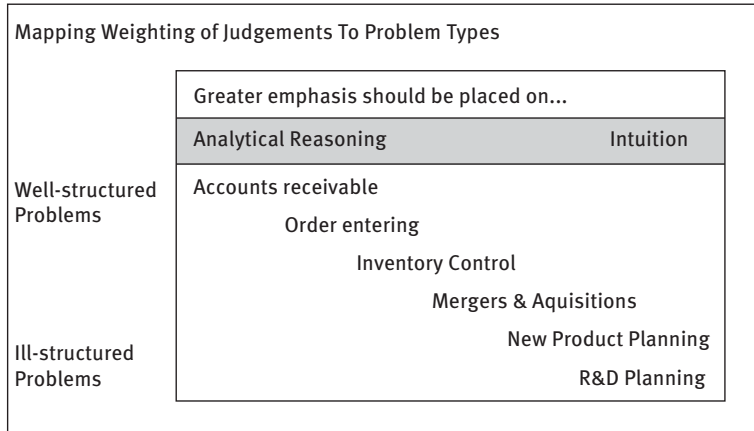 Mapping Weighting of Judgements To Problem Types
Greater emphasis should be placed on...
Analytical Reasoning Intuition
Well-structured
Problems
Accounts receivable
Order entering
Inventory Control
Mergers & Aquisitions
New Product Planning
Ill-structured
Problems
R&D Planning